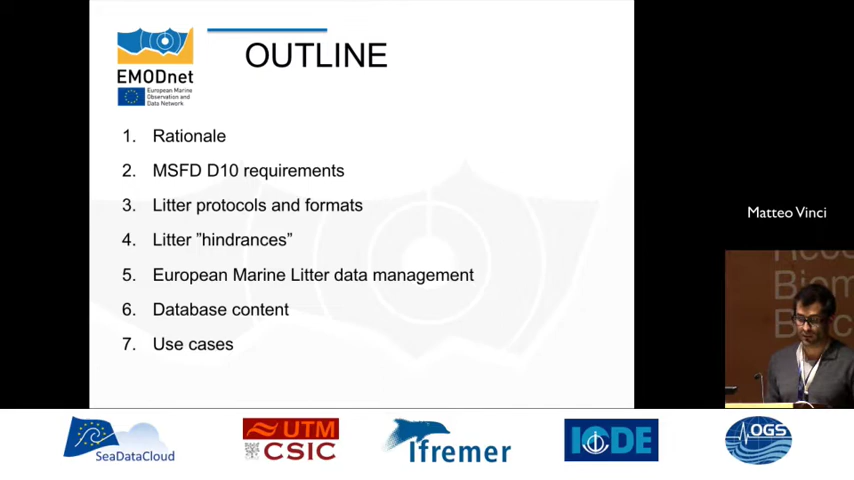 OUTLINE
EMODnet
European Marine
Observation and
Data Network
1. Rationale
2. MSFD D10 requirements
3. Litter protocols and formats
4. Litter ”hindrances”
5. European Marine Litter data management
6. Database content
7. Use cases
Matteo Vinci
Biom
SeaDataCloud
UTM
CSIC
Ifremer
IODE
OGS